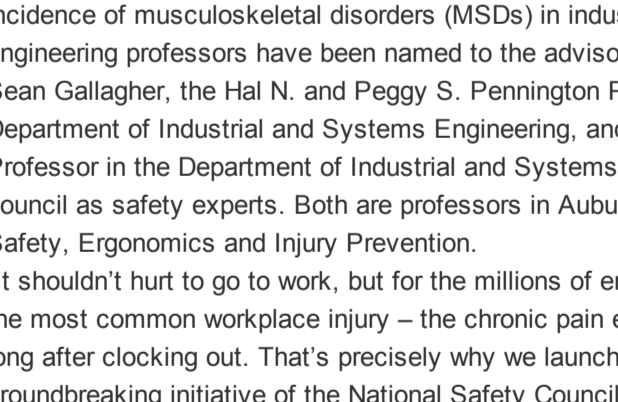 ncidence of musculoskeletal disorders (MSDs) in indus
ngineering professors have been named to the adviso
Sean Gallagher, the Hal N. and Peggy S. Pennington P
Department of Industrial and Systems Engineering, and
Professor in the Department of Industrial and Systems
ouncil as safety experts. Both are professors in Aubu
Safety, Ergonomics and Injury Prevention.
t shouldn’t hurt to go to work, but for the millions of e
he most common workplace injury – the chronic pain e
ong after clocking out. That’s precisely why we launch
roundbreaking initiative of the National Safety Council